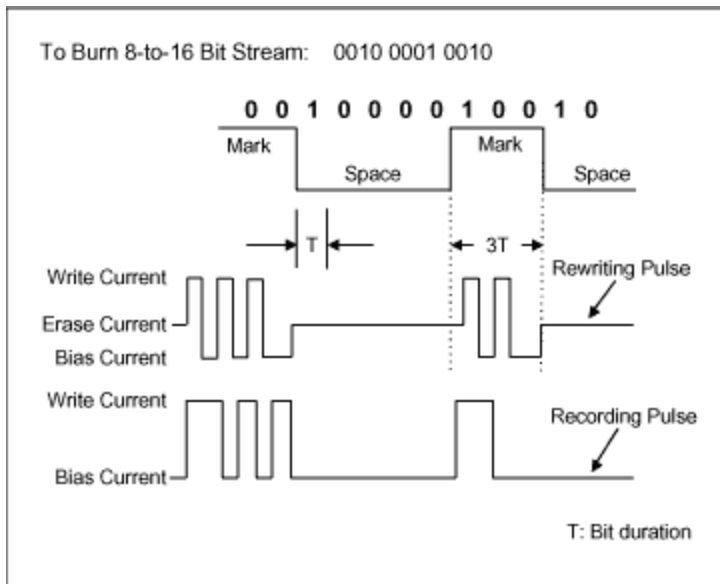 To Burn 8-to-16 Bit Stream: 0010 0001 0010
0 0 1 0 0 0 0 1 0 0 1 0
Mark Mark
Space Space
T 3T
Write Current
Rewriting Pulse
Erase Current
Bias Current
Write Current
Recording Pulse
Bias Current
T: Bit duration